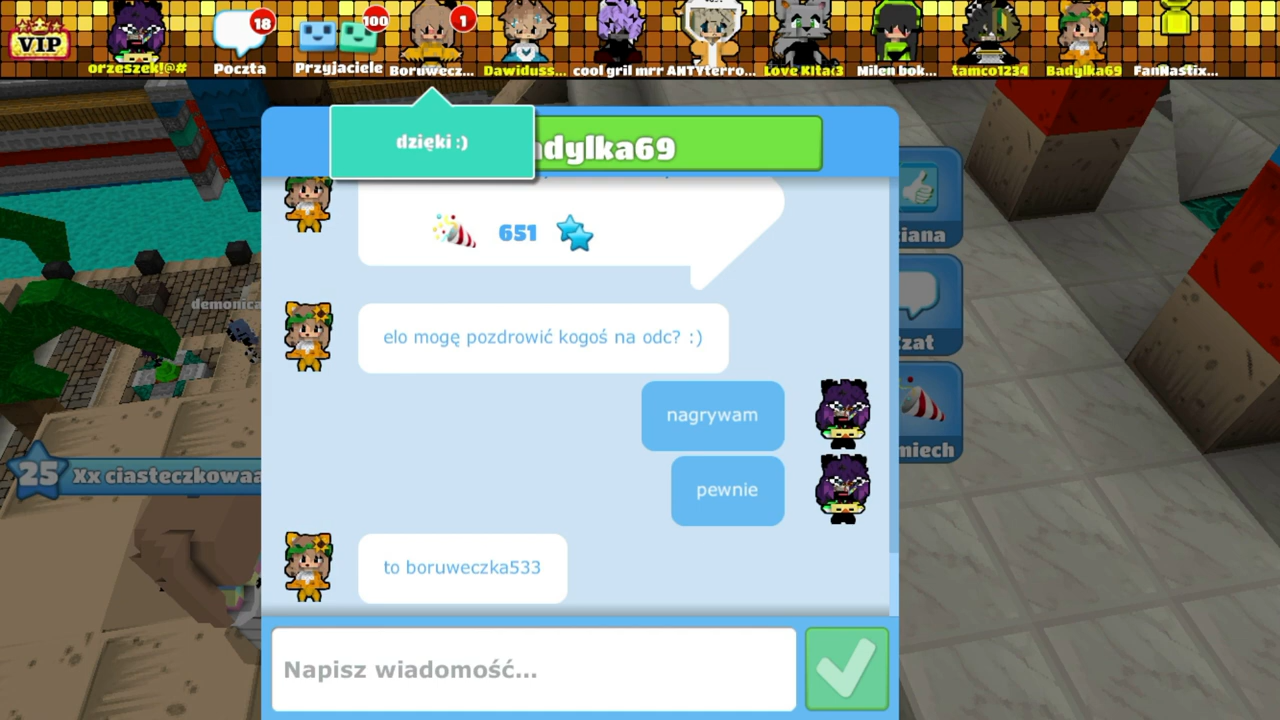 VIP
orzeszek!@#
18
Poczta
100
Przyjaciele
1
Boruwecz...
Dawiduss...
cool gril mrr
ANTYterro...
Love KIta<3
Milen bok...
tamco1234
Badylka69
FanHastix...
dzięki :)
adylka69
651
elo mogę pozdrowić kogoś na odc? :)
nagrywam
pewnie
to boruweczka533
Napisz wiadomość...
demonica
25 Xx ciasteczkowaa
iana
zat
miech